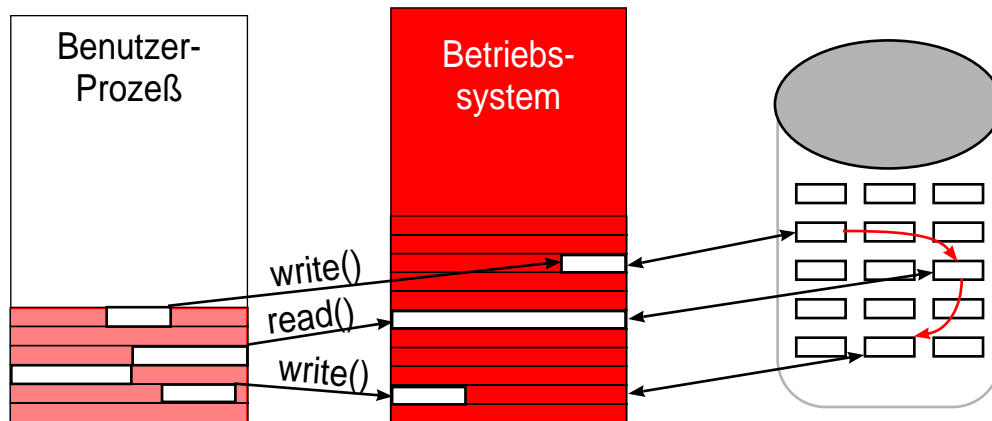 Benutzer-
Prozeß
Betriebs-
system
write()
read()
write()